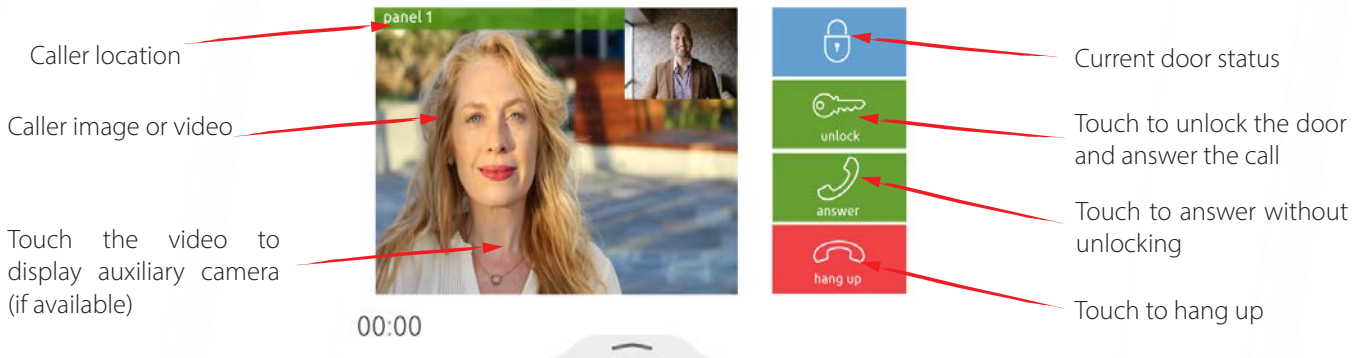 panel 1
Caller location
Caller image or video
Touch the video to
display auxiliary camera
(if available)
00:00
unlock
answer
hang up
Current door status
Touch to unlock the door
and answer the call
Touch to answer without
unlocking
Touch to hang up